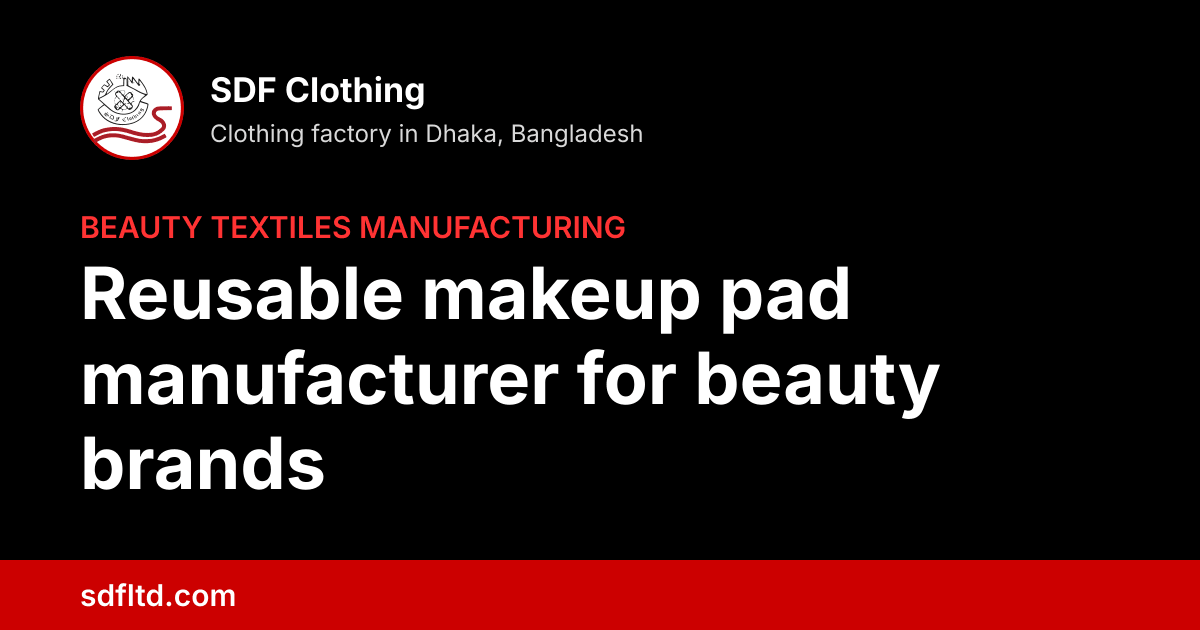 SDF Clothing
Clothing factory in Dhaka, Bangladesh
BEAUTY TEXTILES MANUFACTURING
Reusable makeup pad
manufacturer for beauty
brands
sdfltd.com